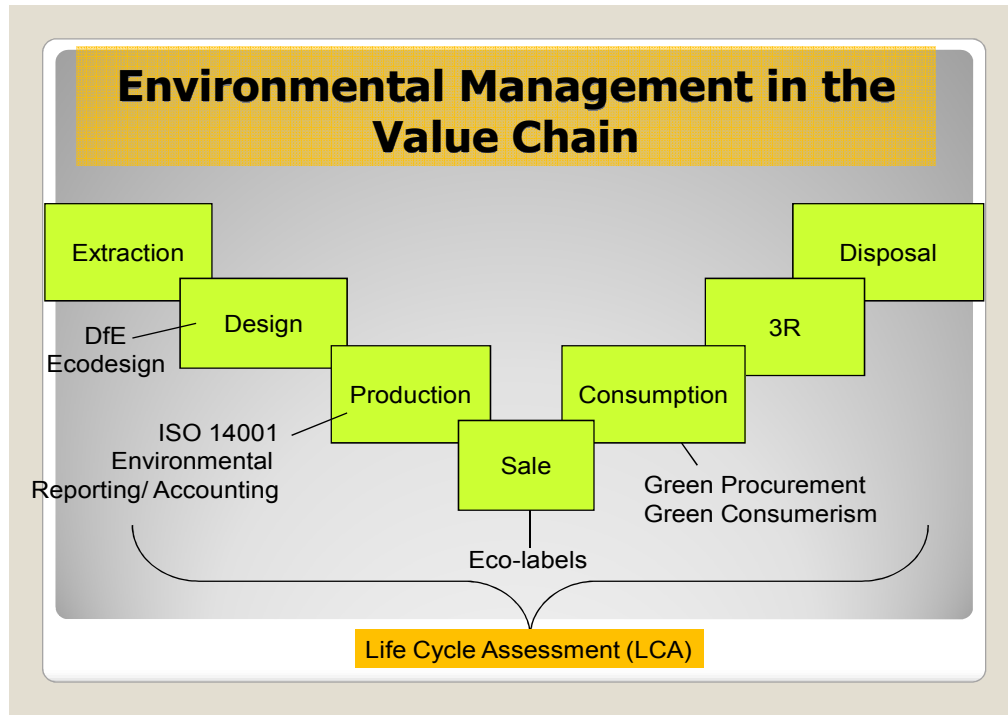 Environmental Management in the
Value Chain
Extraction
Disposal
Design
3R
DfE
Ecodesign
Production
Consumption
ISO 14001
Environmental
Reporting/ Accounting
Sale
Green Procurement
Green Consumerism
Eco-labels
Life Cycle Assessment (LCA)